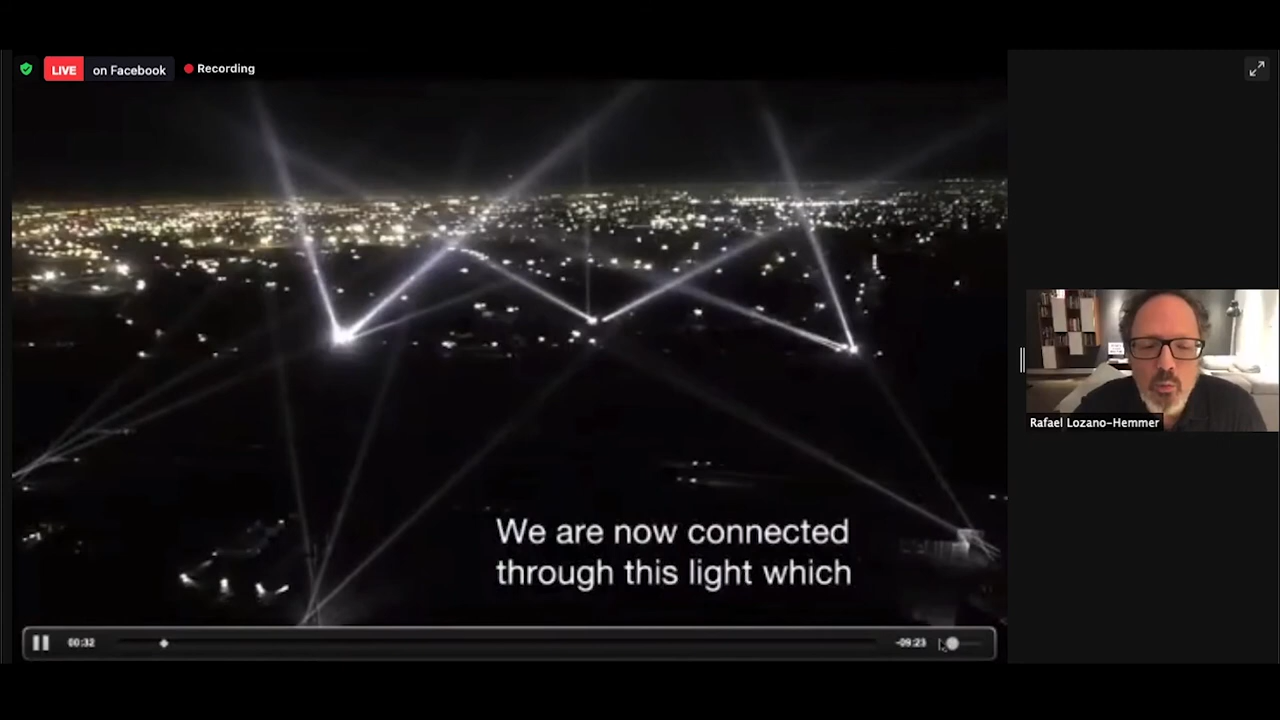 LIVE on Facebook Recording
We are now connected
through this light which
00:32
-09:23
Rafael Lozano-Hemmer